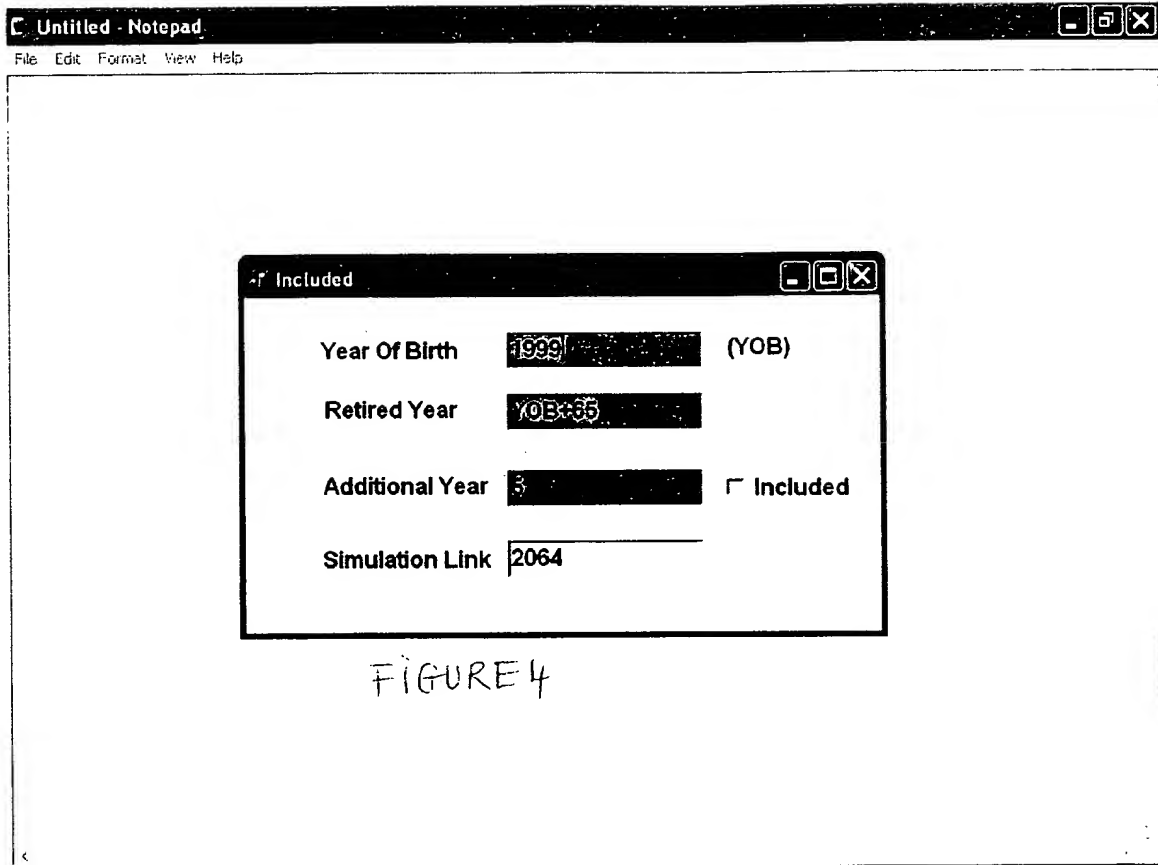 Untitled - Notepad
File Edit Format View Help
Included
Year Of Birth 1999 (YOB)
Retired Year YOB+65
Additional Year 3 Included
Simulation Link 2064
FIGURE 4